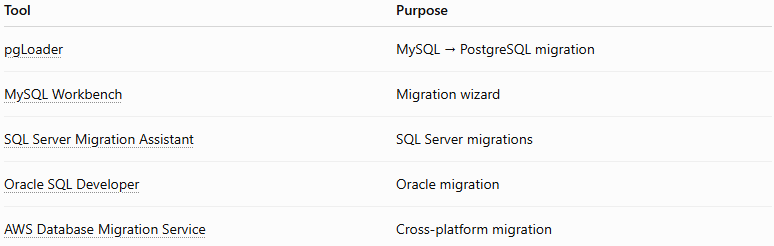 Tool Purpose
pgLoader MySQL → PostgreSQL migration
MySQL Workbench Migration wizard
SQL Server Migration Assistant SQL Server migrations
Oracle SQL Developer Oracle migration
AWS Database Migration Service Cross-platform migration